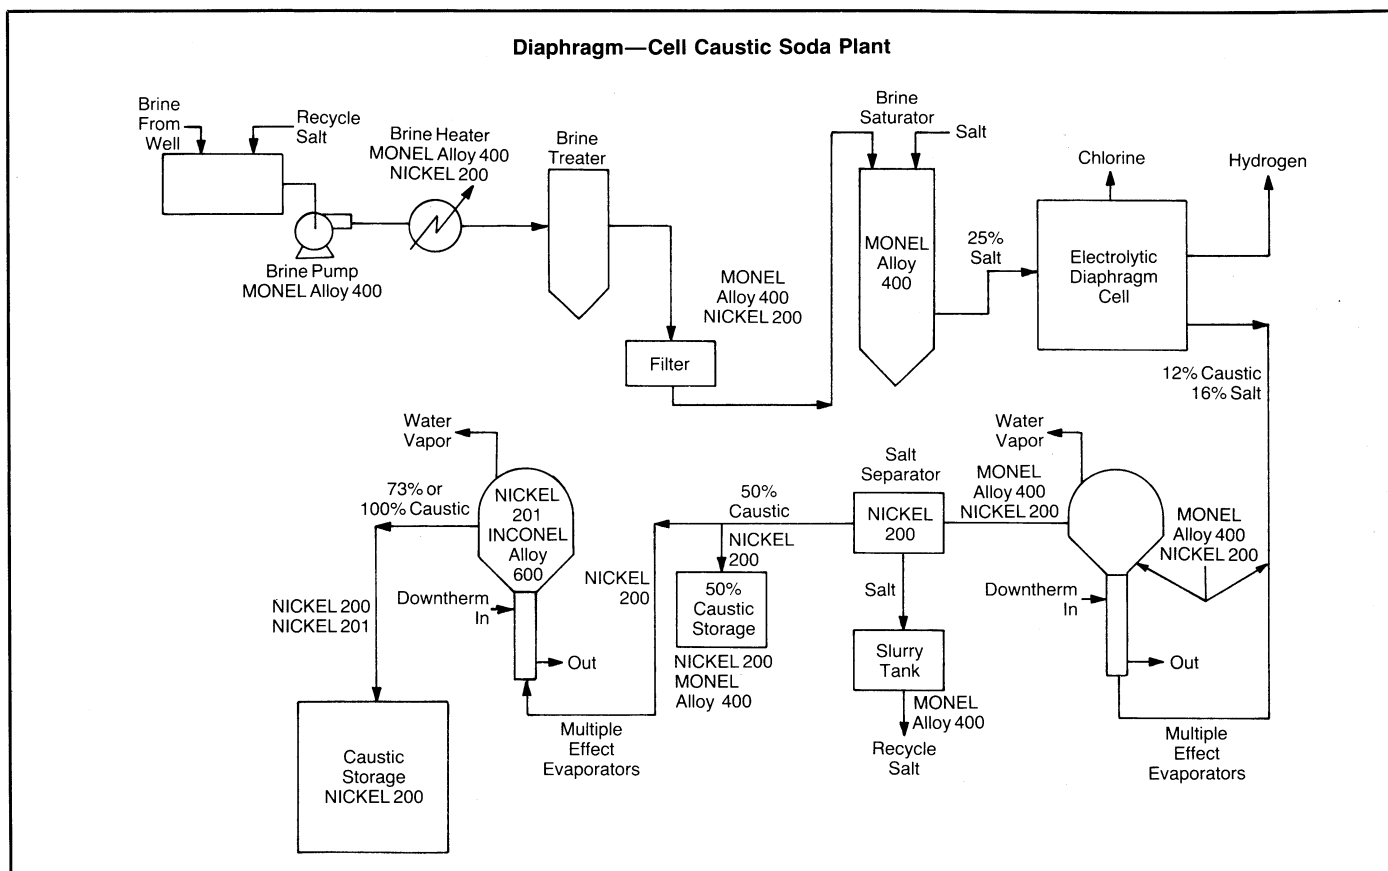 Diaphragm—Cell Caustic Soda Plant
Brine
From
Well
Recycle
Salt
Brine Heater
MONEL Alloy 400
NICKEL 200
Brine
Treater
Brine Pump
MONEL Alloy 400
MONEL
Alloy 400
NICKEL 200
Filter
Brine
Saturator
Salt
MONEL
Alloy
400
25%
Salt
Chlorine
Hydrogen
Electrolytic
Diaphragm
Cell
12% Caustic
16% Salt
Water
Vapor
73% or
100% Caustic
NICKEL
201
INCONEL
Alloy
600
Downtherm
In
Out
NICKEL 200
NICKEL 201
Caustic
Storage
NICKEL 200
Multiple
Effect
Evaporators
NICKEL
200
50%
Caustic
NICKEL
200
50%
Caustic
Storage
NICKEL 200
MONEL
Alloy 400
Salt
Separator
NICKEL
200
Salt
Slurry
Tank
MONEL
Alloy 400
Recycle
Salt
MONEL
Alloy 400
NICKEL 200
Water
Vapor
MONEL
Alloy 400
NICKEL 200
Downtherm
In
Out
Multiple
Effect
Evaporators